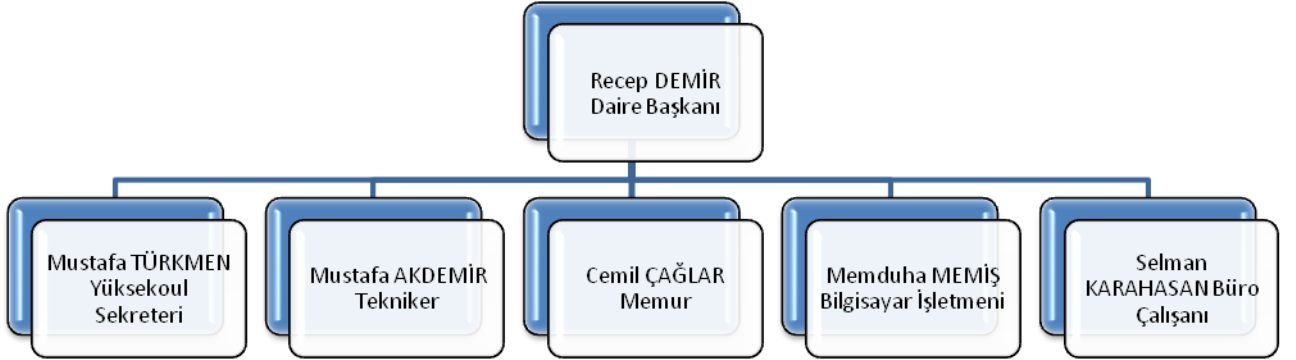 Recep DEMİR
Daire Başkanı
Mustafa TÜRKMEN
Yüksekoul
Sekreteri
Mustafa AKDEMİR
Tekniker
Cemil ÇAĞLAR
Memur
Memduha MEMİŞ
Bilgisayar İşletmeni
Selman
KARAHASAN Büro
Çalışanı